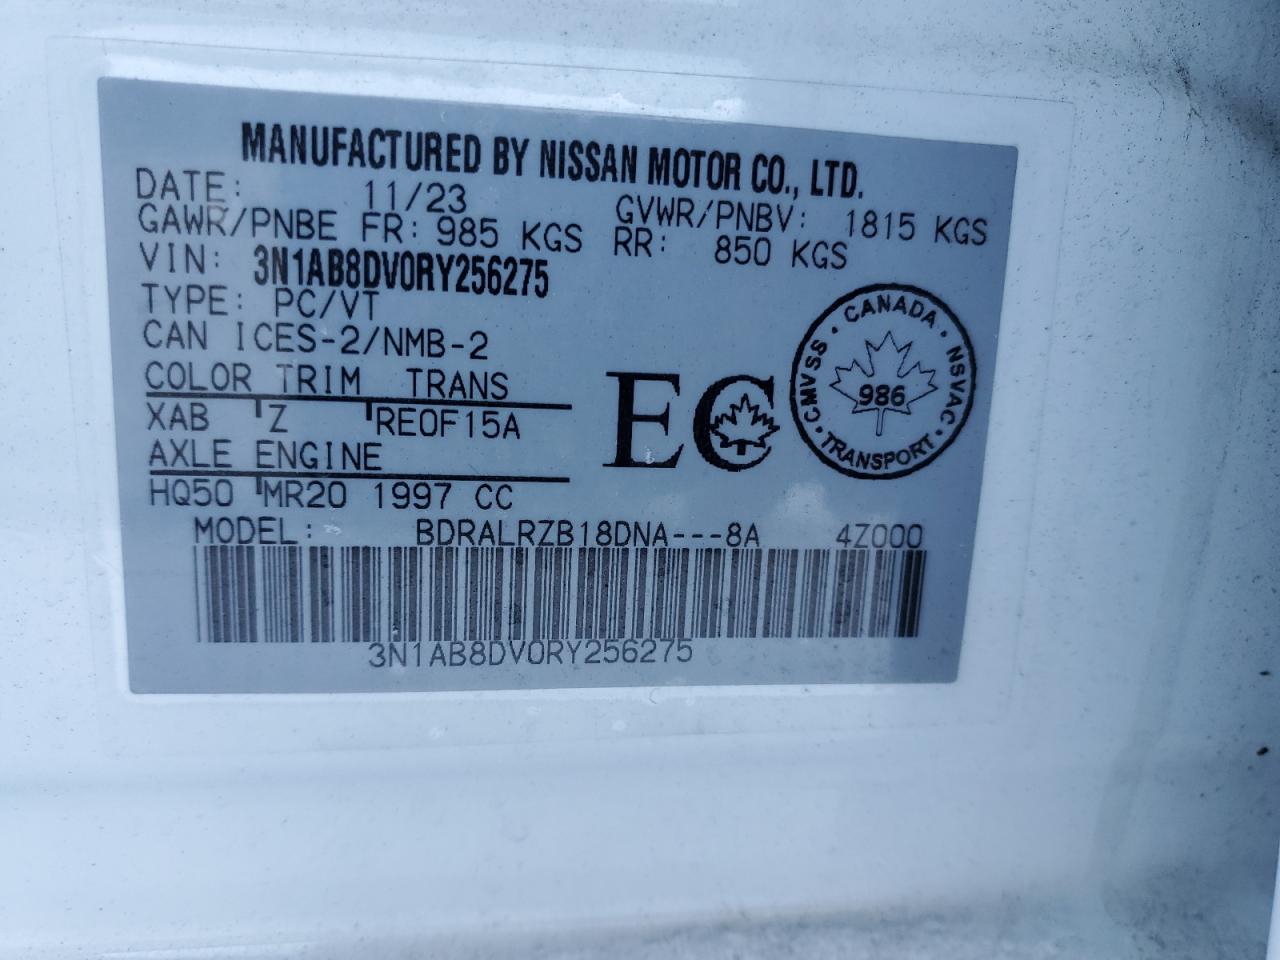 MANUFACTURED BY NISSAN MOTOR CO., LTD.
DATE: 11/23 GVWR/PNBV: 1815 KGS
GAWR/PNBE FR: 985 KGS RR: 850 KGS
VIN: 3N1AB8DV0RY256275
TYPE: PC/VT
CAN ICES-2/NMB-2
COLOR TRIM TRANS
XAB Z RE0F15A
AXLE ENGINE
HQ50 MR20 1997 CC
EC
CANADA · NSVAC · TRANSPORT · CMVSS ·
986
MODEL: BDRALRZB18DNA---8A 4Z000
3N1AB8DV0RY256275